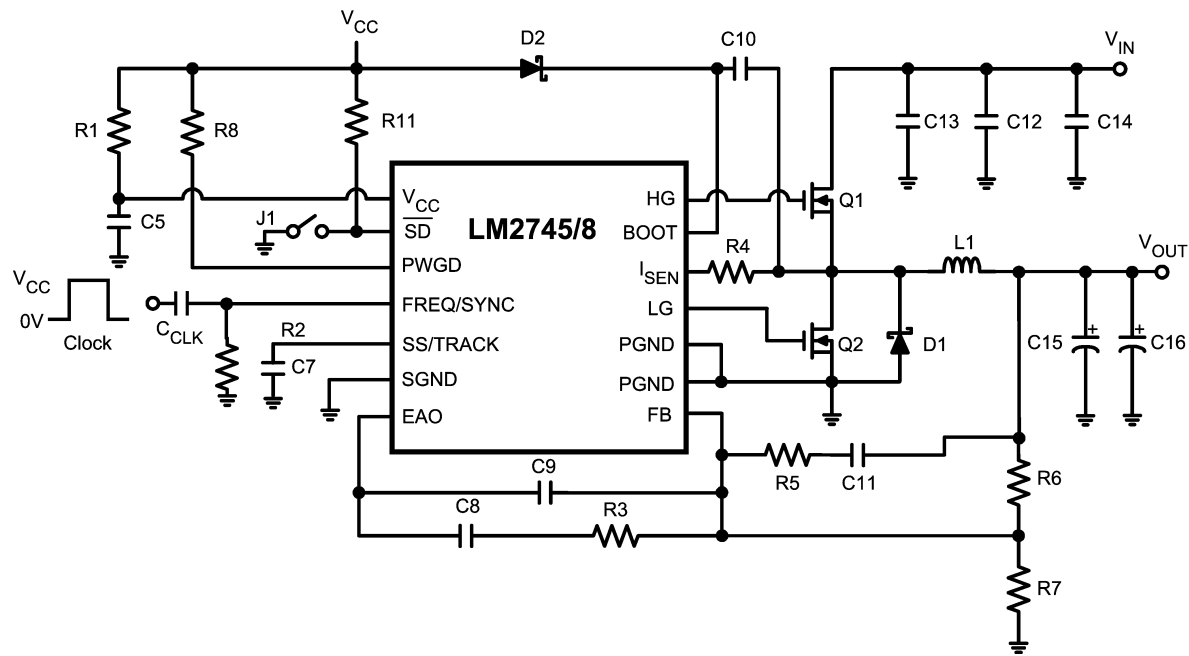 VCC
D2
C10
VIN
R1
R8
R11
C13
C12
C14
C5
J1
VCC
SD
PWGD
FREQ/SYNC
SS/TRACK
SGND
EAO
LM2745/8
HG
BOOT
ISEN
LG
PGND
PGND
FB
Q1
R4
L1
VOUT
Q2
D1
C15
+
C16
+
VCC
0V
Clock
CCLK
R2
C7
C9
C8
R3
R5
C11
R6
R7